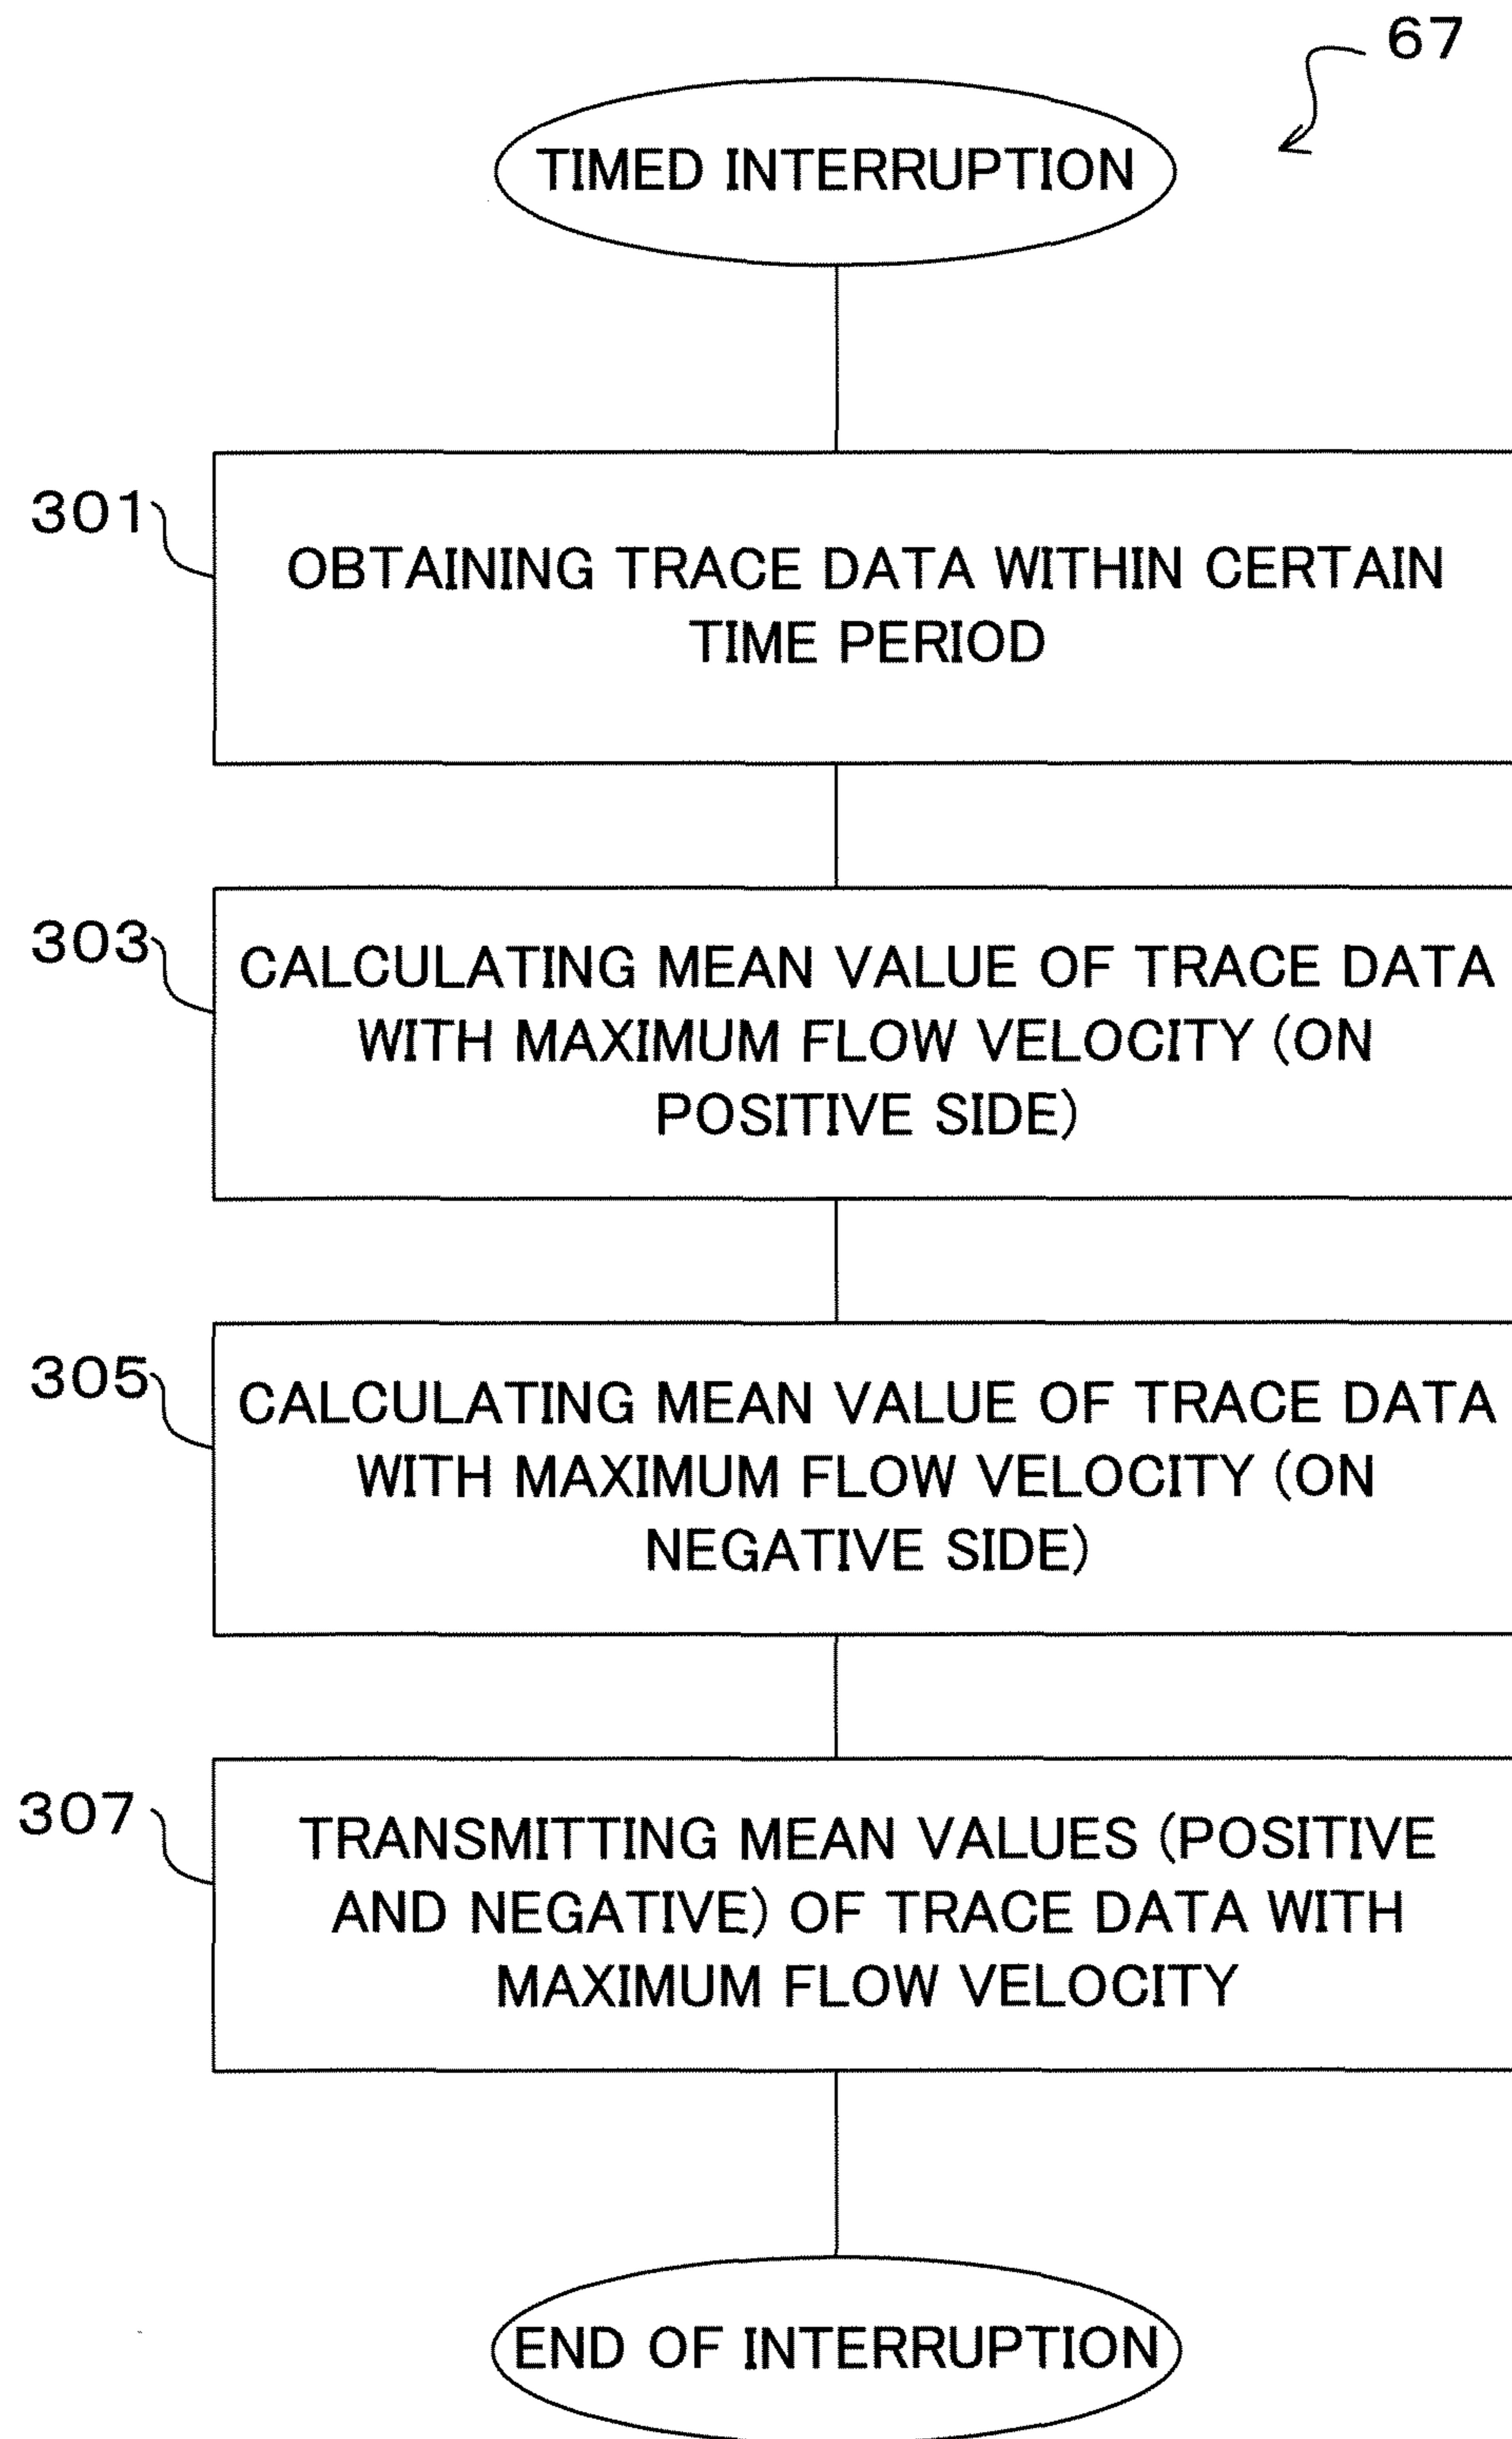 67
TIMED INTERRUPTION
301
OBTAINING TRACE DATA WITHIN CERTAIN
TIME PERIOD
303
CALCULATING MEAN VALUE OF TRACE DATA
WITH MAXIMUM FLOW VELOCITY (ON
POSITIVE SIDE)
305
CALCULATING MEAN VALUE OF TRACE DATA
WITH MAXIMUM FLOW VELOCITY (ON
NEGATIVE SIDE)
307
TRANSMITTING MEAN VALUES (POSITIVE
AND NEGATIVE) OF TRACE DATA WITH
MAXIMUM FLOW VELOCITY
END OF INTERRUPTION